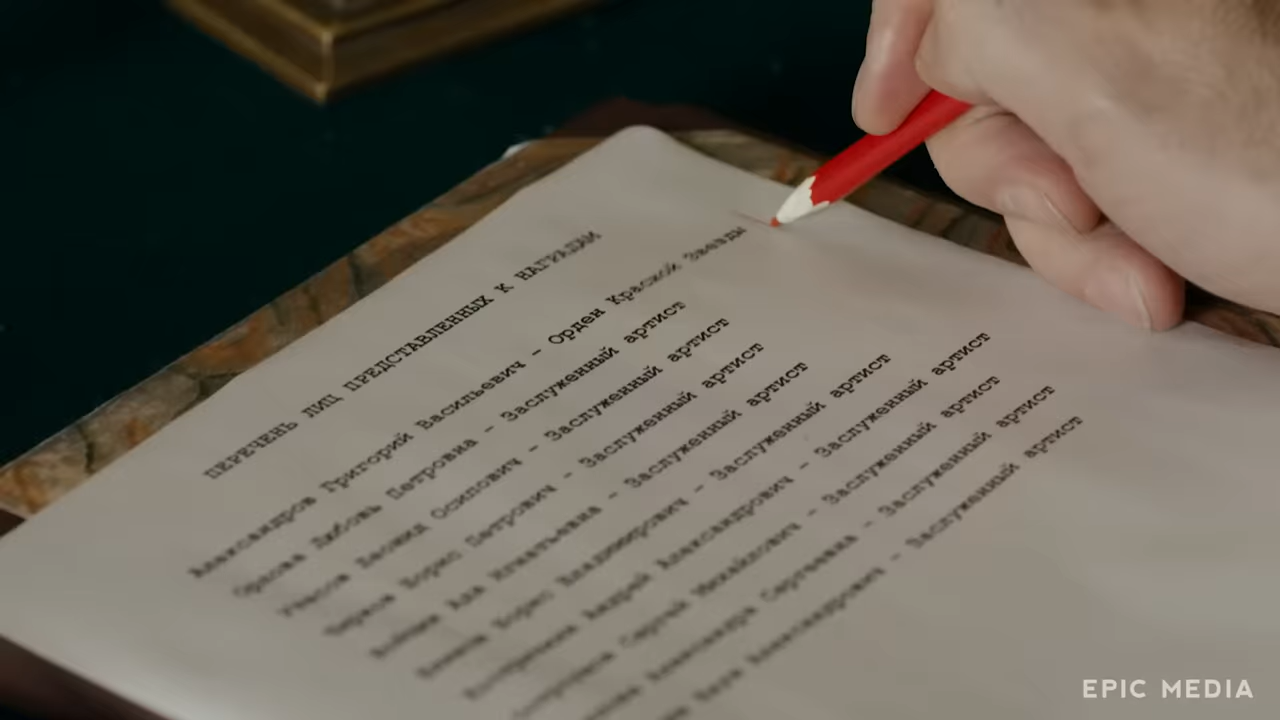 ПЕРЕЧЕНЬ ЛИЦ ПРЕДСТАВЛЕННЫХ К НАГРАДАМ
Александров Григорий Васильевич - Орден Красной Звезды
Орлова Любовь Петровна - Заслуженный артист
Утесов Леонид Осипович - Заслуженный артист
Борис Петрович - Заслуженный артист
Ада Игнатьевна - Заслуженный артист
Борис Владимирович - Заслуженный артист
Андрей Александрович - Заслуженный артист
Сергей Михайлович - Заслуженный артист
Александра Сергеевна - Заслуженный артист
Александрович - Заслуженный артист
EPIC MEDIA